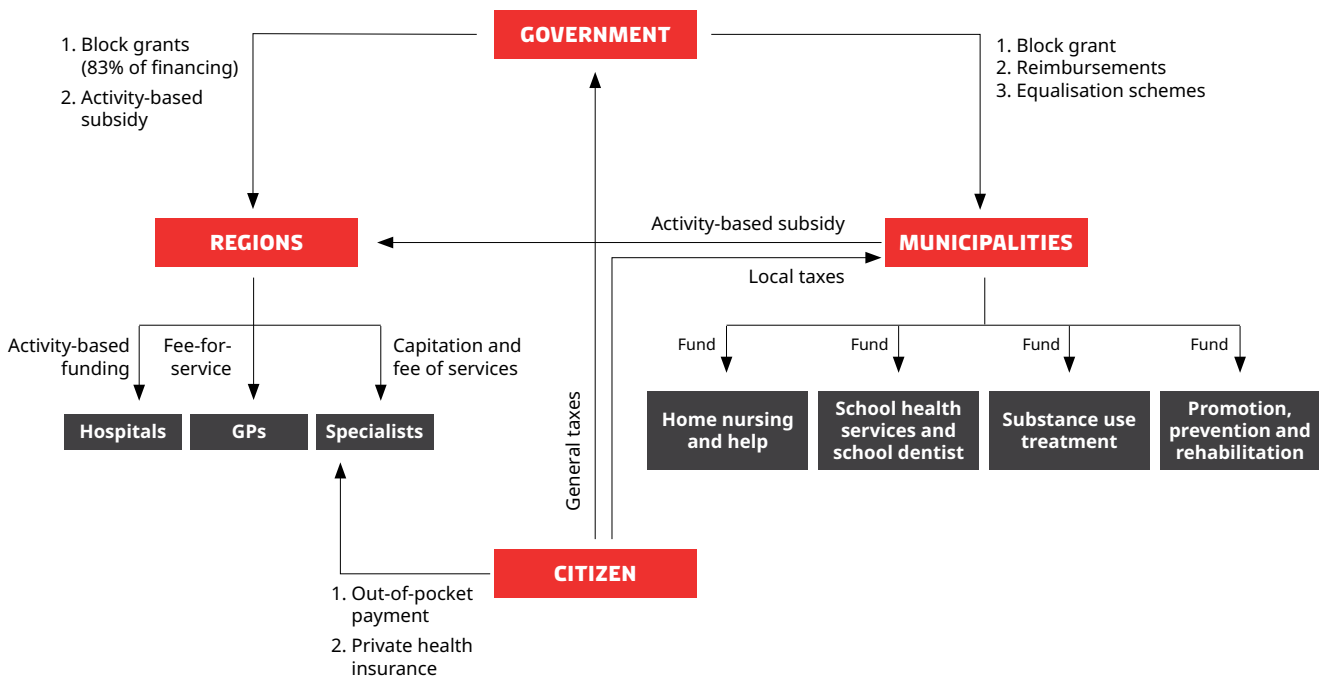 GOVERNMENT
1. Block grants
(83% of financing)
2. Activity-based
subsidy
1. Block grant
2. Reimbursements
3. Equalisation schemes
REGIONS
Activity-based subsidy
MUNICIPALITIES
Local taxes
Activity-based
funding
Fee-for-
service
Capitation and
fee of services
Fund
Fund
Fund
Fund
Hospitals
GPs
Specialists
Home nursing
and help
School health
services and
school dentist
Substance use
treatment
Promotion,
prevention and
rehabilitation
General taxes
CITIZEN
1. Out-of-pocket
payment
2. Private health
insurance